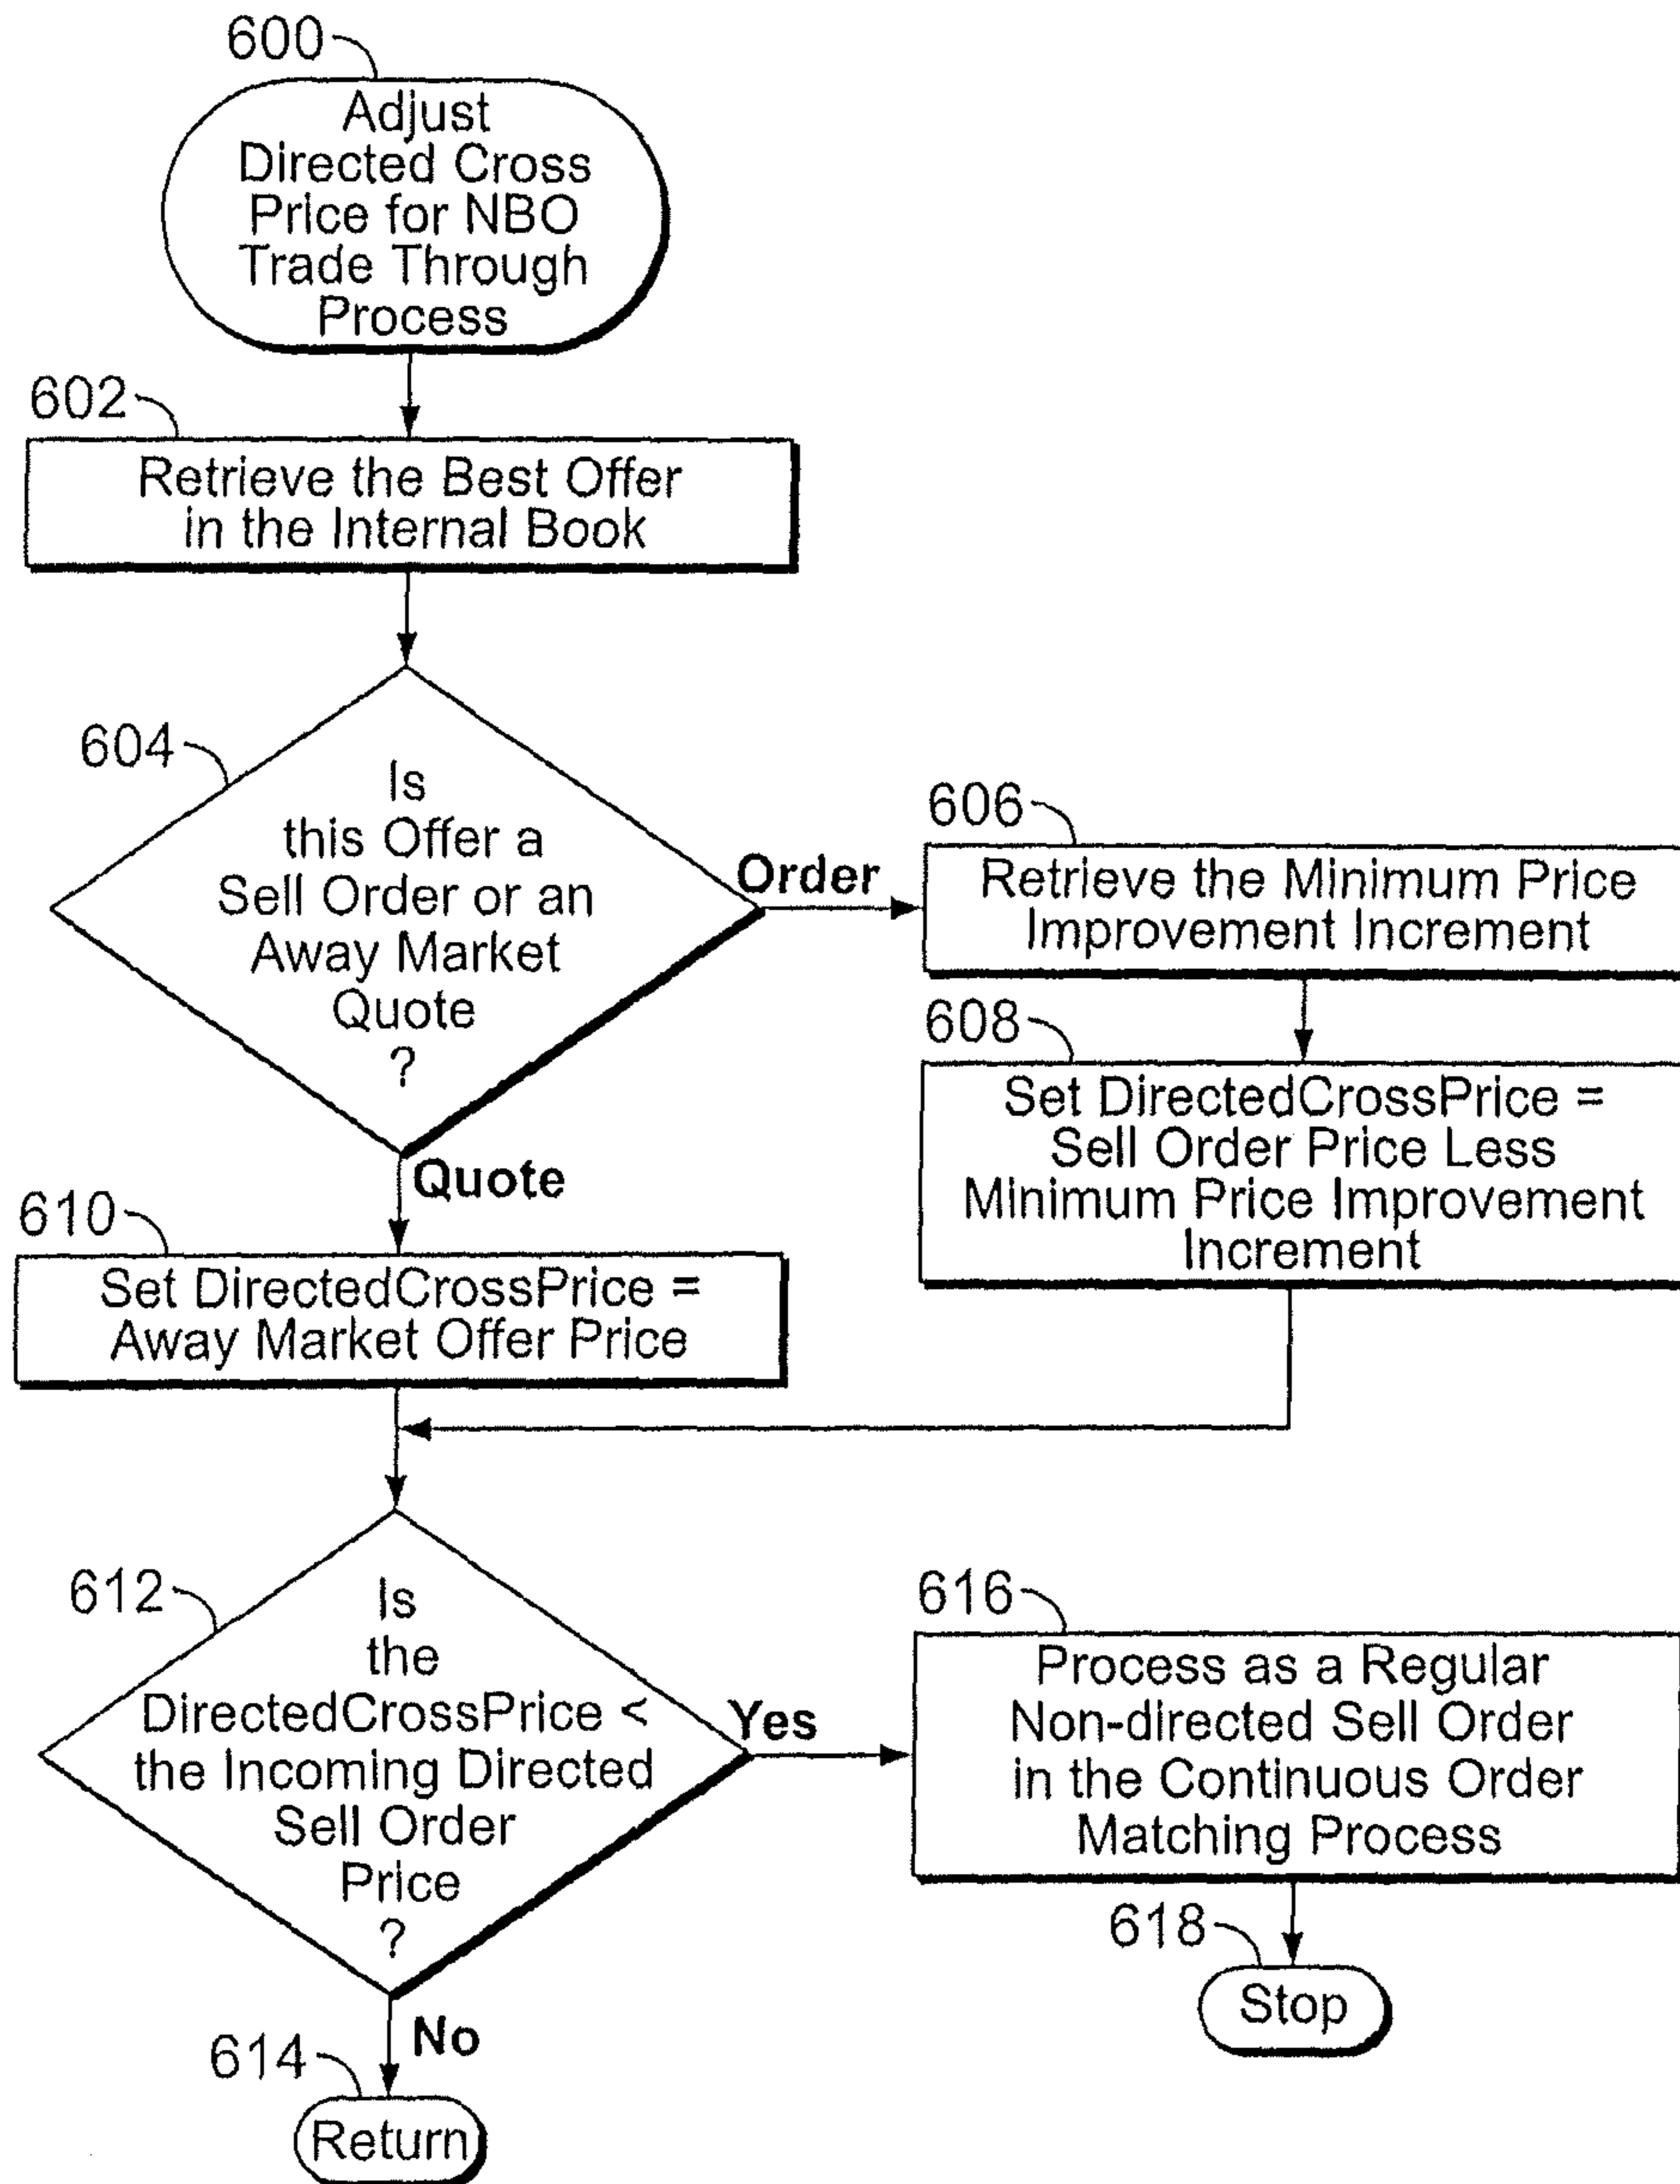 600
Adjust
Directed Cross
Price for NBO
Trade Through
Process
602
Retrieve the Best Offer
in the Internal Book
604
Is
this Offer a
Sell Order or an
Away Market
Quote
?
Order
606
Retrieve the Minimum Price
Improvement Increment
608
Set DirectedCrossPrice =
Sell Order Price Less
Minimum Price Improvement
Increment
Quote
610
Set DirectedCrossPrice =
Away Market Offer Price
612
Is
the
DirectedCrossPrice <
the Incoming Directed
Sell Order
Price
?
Yes
616
Process as a Regular
Non-directed Sell Order
in the Continuous Order
Matching Process
618
Stop
No
614
Return